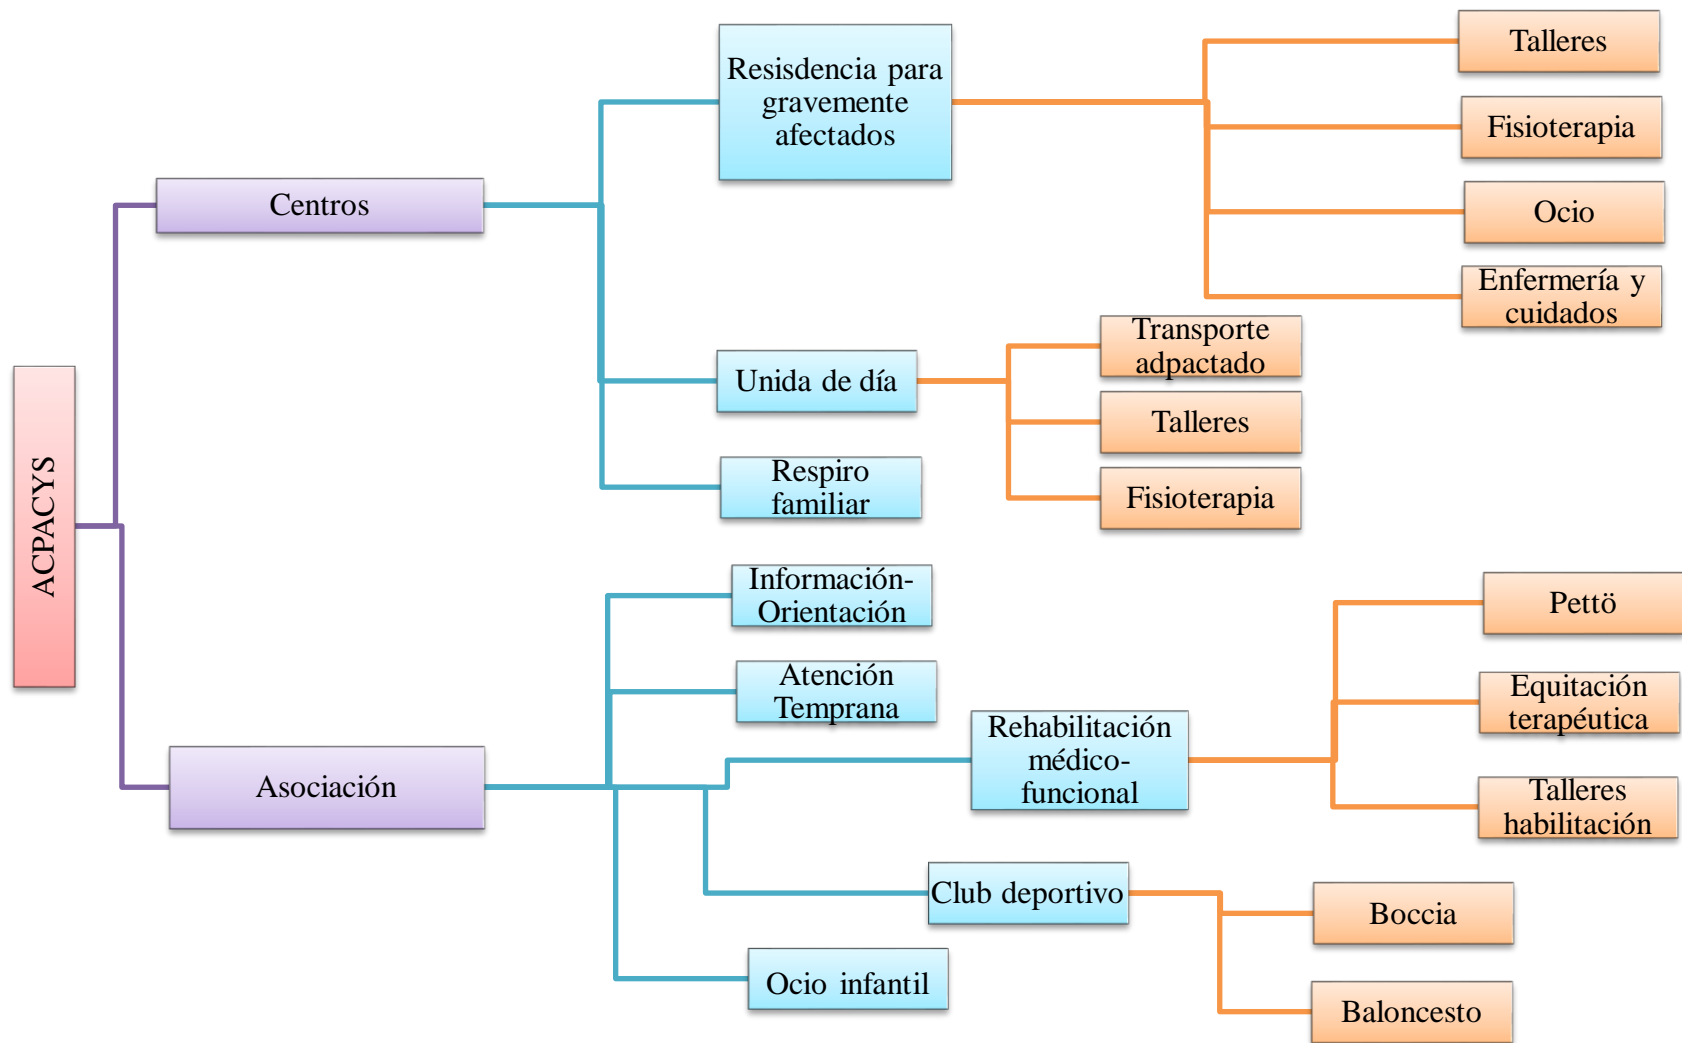 ACPACYS
Centros
Resisdencia para
gravemente
afectados
Talleres
Fisioterapia
Ocio
Enfermería y
cuidados
Unida de día
Transporte
adpactado
Talleres
Fisioterapia
Respiro
familiar
Asociación
Información-
Orientación
Atención
Temprana
Rehabilitación
médico-
funcional
Pettö
Equitación
terapéutica
Talleres
habilitación
Club deportivo
Boccia
Baloncesto
Ocio infantil